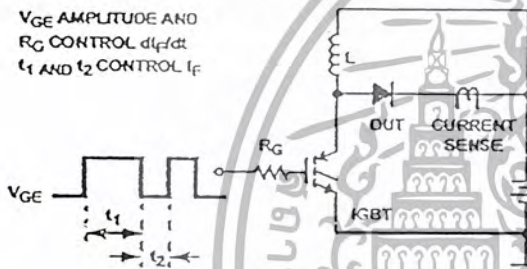 VGE AMPLITUDE AND
RG CONTROL dIF/dt
t1 AND t2 CONTROL IF
L
DUT
CURRENT
SENSE
RG
IGBT
VGE
t1
t2